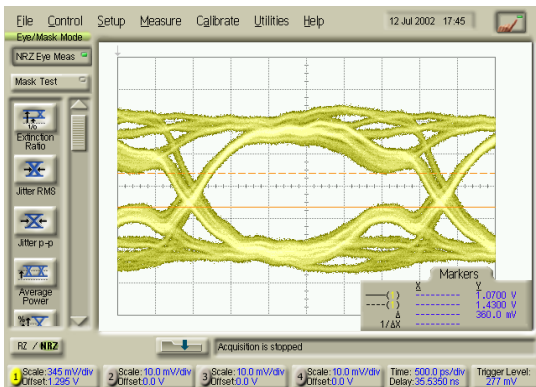 File Control Setup Measure Calibrate Utilities Help 12 Jul 2002 17:45
Eye/Mask Mode
NRZ Eye Meas
Mask Test
1/0
Extinction
Ratio
Jitter RMS
Jitter p-p
Average
Power
RZ / NRZ
Acquisition is stopped
Markers
X Y
——( ) --------- 1.0700 V
----( ) --------- 1.4300 V
Δ --------- 360.0 mV
1/ΔX ---------
1 Scale:345 mV/div Offset:1.295 V
2 Scale:10.0 mV/div Offset:0.0 V
3 Scale:10.0 mV/div Offset:0.0 V
4 Scale:10.0 mV/div Offset:0.0 V
Time:500.0 ps/div Delay:35.5350 ns
Trigger Level: 277 mV